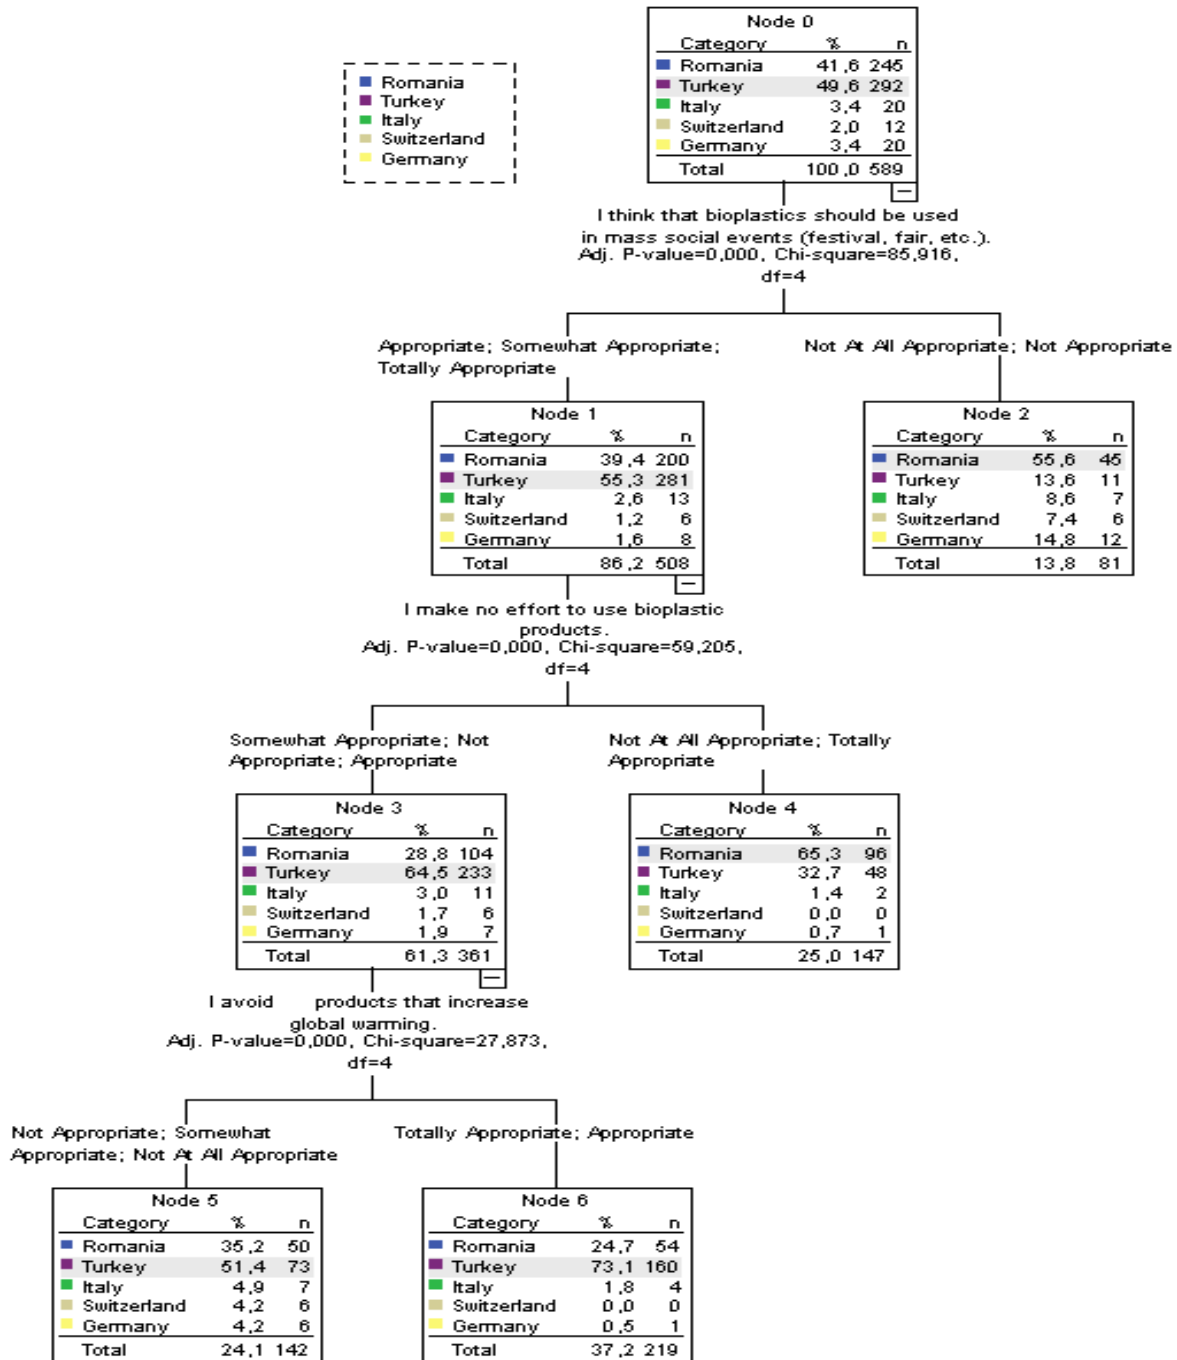 Romania
Turkey
Italy
Switzerland
Germany
Node 0
Category % n
Romania 41,6 245
Turkey 49,6 292
Italy 3,4 20
Switzerland 2,0 12
Germany 3,4 20
Total 100,0 589
I think that bioplastics should be used
in mass social events (festival, fair, etc.).
Adj. P-value=0,000, Chi-square=85,916,
df=4
Appropriate; Somewhat Appropriate;
Totally Appropriate
Not At All Appropriate; Not Appropriate
Node 1
Category % n
Romania 39,4 200
Turkey 55,3 281
Italy 2,6 13
Switzerland 1,2 6
Germany 1,6 8
Total 86,2 508
Node 2
Category % n
Romania 55,6 45
Turkey 13,6 11
Italy 8,6 7
Switzerland 7,4 6
Germany 14,8 12
Total 13,8 81
I make no effort to use bioplastic
products.
Adj. P-value=0,000, Chi-square=59,205,
df=4
Somewhat Appropriate; Not
Appropriate; Appropriate
Not At All Appropriate; Totally
Appropriate
Node 3
Category % n
Romania 28,8 104
Turkey 64,5 233
Italy 3,0 11
Switzerland 1,7 6
Germany 1,9 7
Total 61,3 361
Node 4
Category % n
Romania 65,3 96
Turkey 32,7 48
Italy 1,4 2
Switzerland 0,0 0
Germany 0,7 1
Total 25,0 147
I avoid products that increase
global warming.
Adj. P-value=0,000, Chi-square=27,873,
df=4
Not Appropriate; Somewhat
Appropriate; Not At All Appropriate
Totally Appropriate; Appropriate
Node 5
Category % n
Romania 35,2 50
Turkey 51,4 73
Italy 4,9 7
Switzerland 4,2 6
Germany 4,2 6
Total 24,1 142
Node 6
Category % n
Romania 24,7 54
Turkey 73,1 160
Italy 1,8 4
Switzerland 0,0 0
Germany 0,5 1
Total 37,2 219